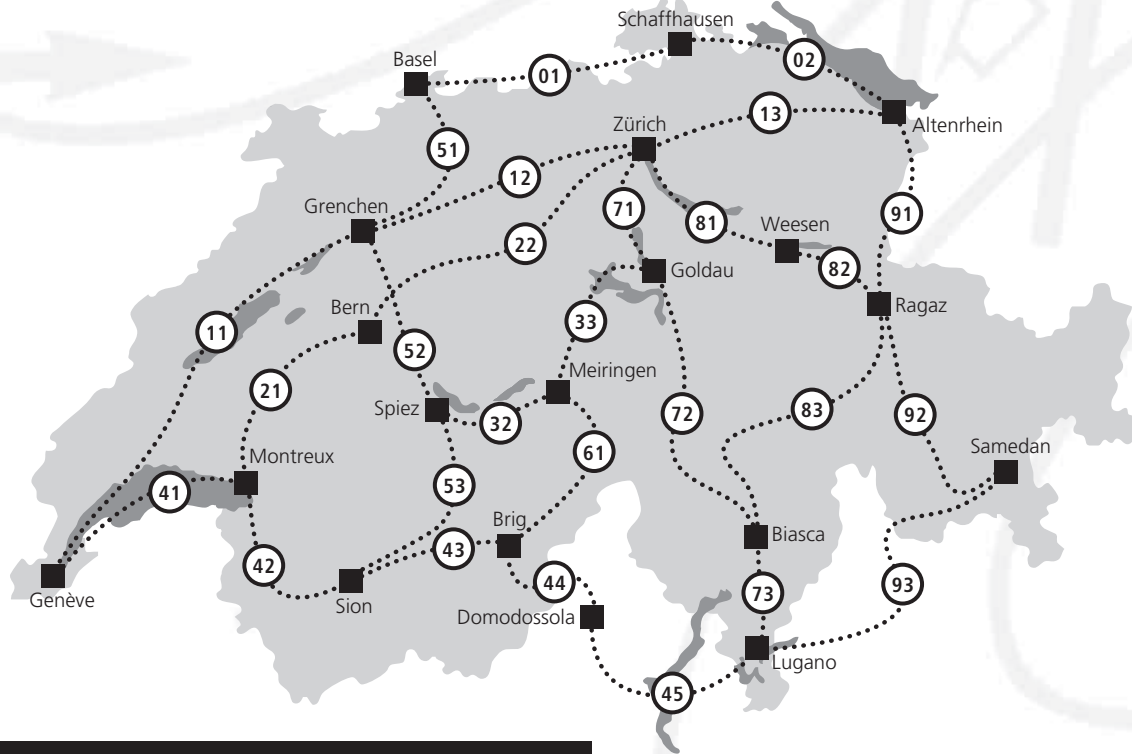 Schaffhausen
Basel
01
02
13
Altenrhein
Zürich
51
12
Grenchen
71
81
91
22
Weesen
82
Goldau
Ragaz
Bern
11
33
52
Meiringen
21
Spiez
32
72
83
92
61
Samedan
Montreux
41
53
Brig
43
Biasca
42
44
73
93
Genève
Sion
Domodossola
Lugano
45